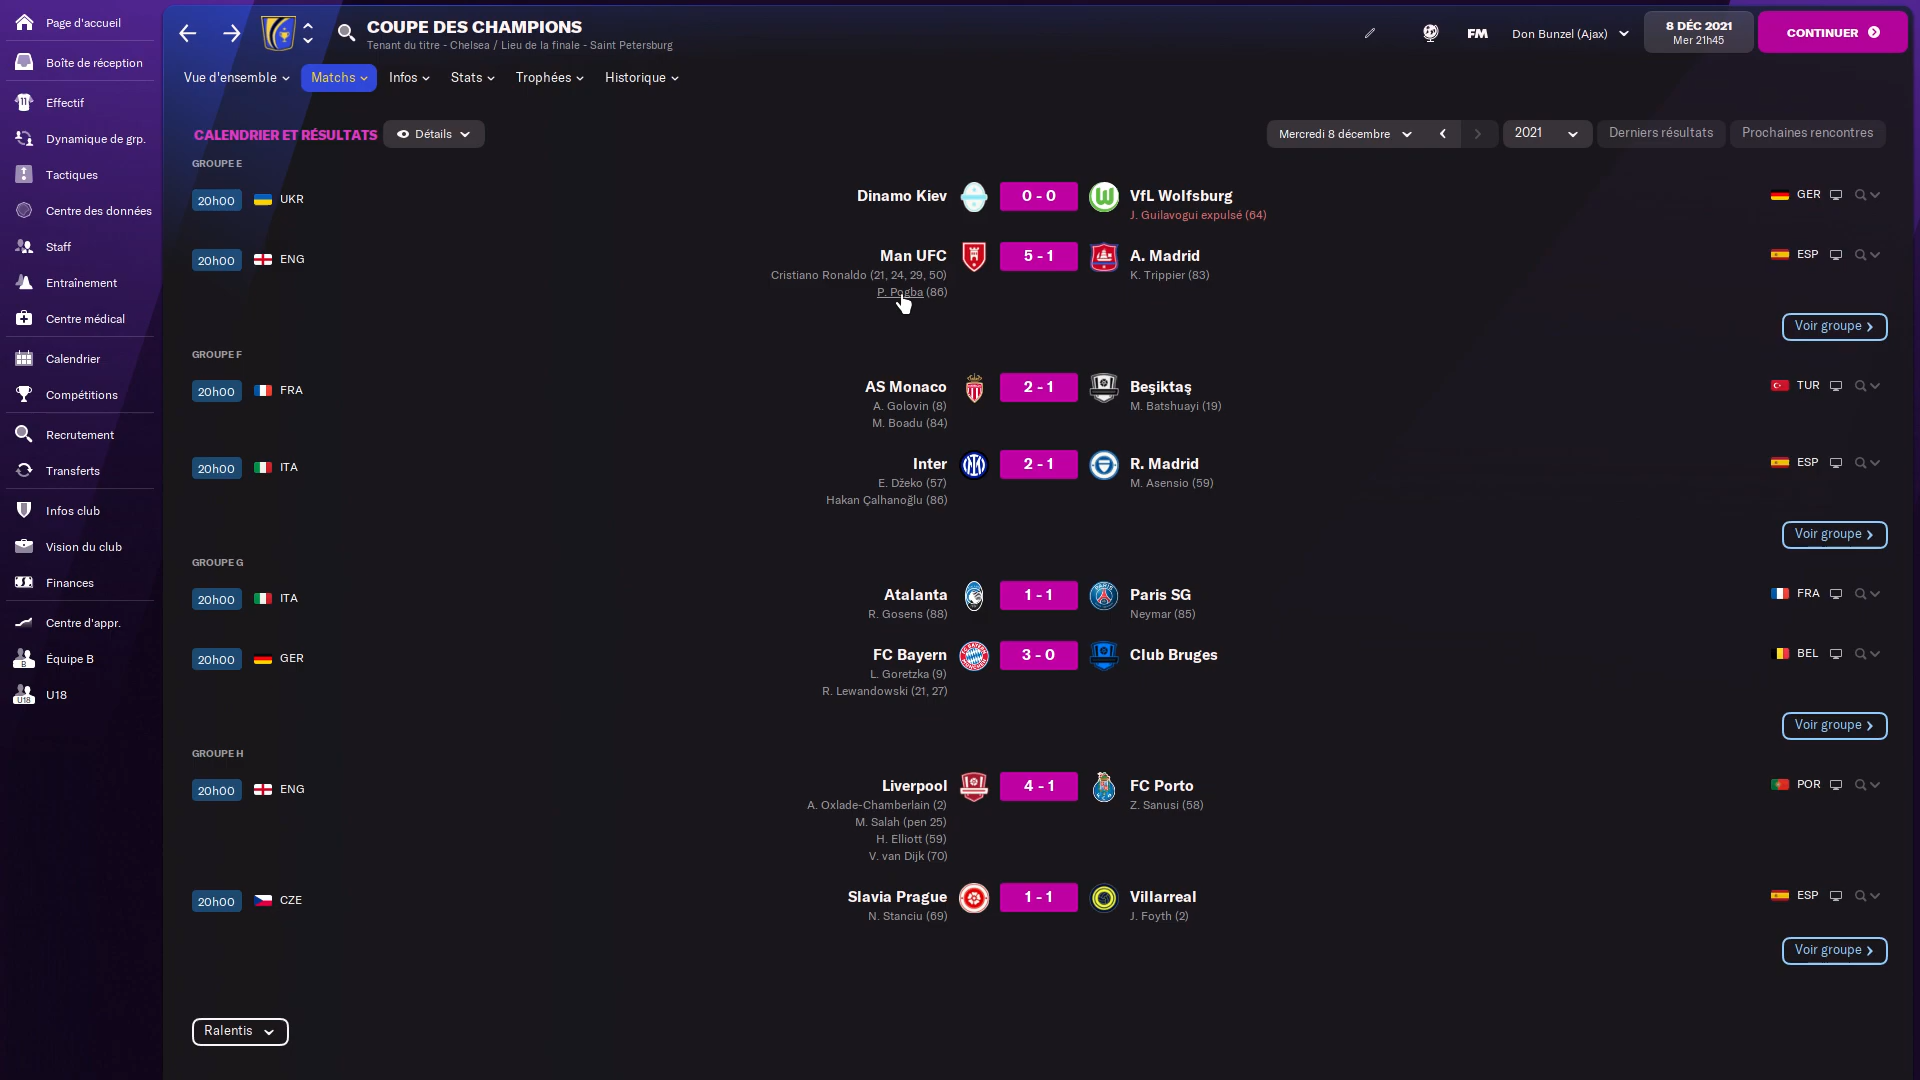 Page d'accueil
Boîte de réception
Effectif
Dynamique de grp.
Tactiques
Centre des données
Staff
Entraînement
Centre médical
Calendrier
Compétitions
Recrutement
Transferts
Infos club
Vision du club
Finances
Centre d'appr.
B Équipe B
U18 U18
COUPE DES CHAMPIONS
Tenant du titre - Chelsea / Lieu de la finale - Saint Petersburg
FM Don Bunzel (Ajax)
8 DÉC 2021
Mer 21h45
CONTINUER
Vue d'ensemble Matchs Infos Stats Trophées Historique
CALENDRIER ET RÉSULTATS Détails Mercredi 8 décembre 2021 Derniers résultats Prochaines rencontres
GROUPE E
20h00 UKR Dinamo Kiev 0 - 0 VfL Wolfsburg GER
J. Guilavogui expulsé (64)
20h00 ENG Man UFC 5 - 1 A. Madrid ESP
Cristiano Ronaldo (21, 24, 29, 50) K. Trippier (83)
P. Pogba (86)
Voir groupe
GROUPE F
20h00 FRA AS Monaco 2 - 1 Beşiktaş TUR
A. Golovin (8) M. Batshuayi (19)
M. Boadu (84)
20h00 ITA Inter 2 - 1 R. Madrid ESP
E. Džeko (57) M. Asensio (59)
Hakan Çalhanoğlu (86)
Voir groupe
GROUPE G
20h00 ITA Atalanta 1 - 1 Paris SG FRA
R. Gosens (88) Neymar (85)
20h00 GER FC Bayern 3 - 0 Club Bruges BEL
L. Goretzka (9)
R. Lewandowski (21, 27)
Voir groupe
GROUPE H
20h00 ENG Liverpool 4 - 1 FC Porto POR
A. Oxlade-Chamberlain (2) Z. Sanusi (58)
M. Salah (pen 25)
H. Elliott (59)
V. van Dijk (70)
20h00 CZE Slavia Prague 1 - 1 Villarreal ESP
N. Stanciu (69) J. Foyth (2)
Voir groupe
Ralentis